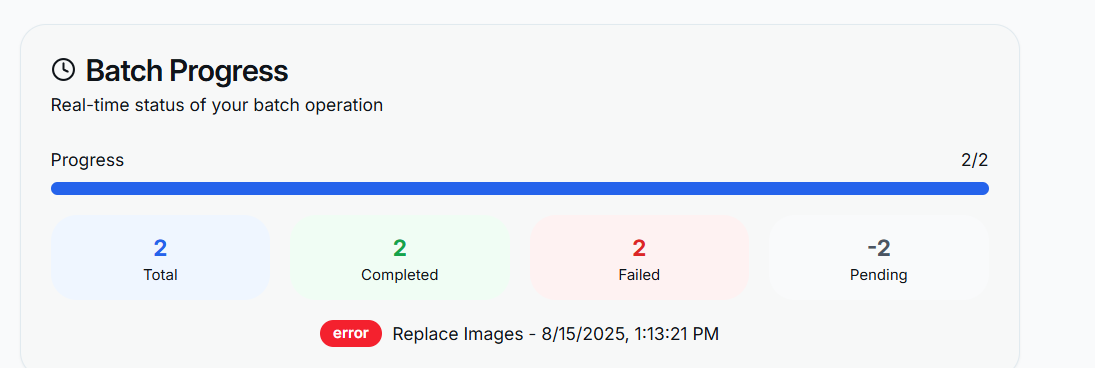 Batch Progress
Real-time status of your batch operation
Progress 2/2
2 2 2 -2
Total Completed Failed Pending
error Replace Images - 8/15/2025, 1:13:21 PM